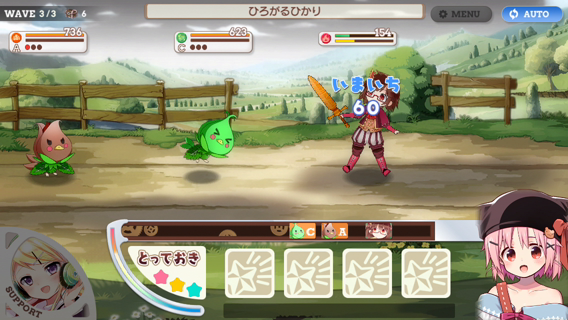 WAVE 3/3 6
ひろがるひかり
MENU
AUTO
736
A
623
C
154
いまいち
60
C A
とっておき
SUPPORT